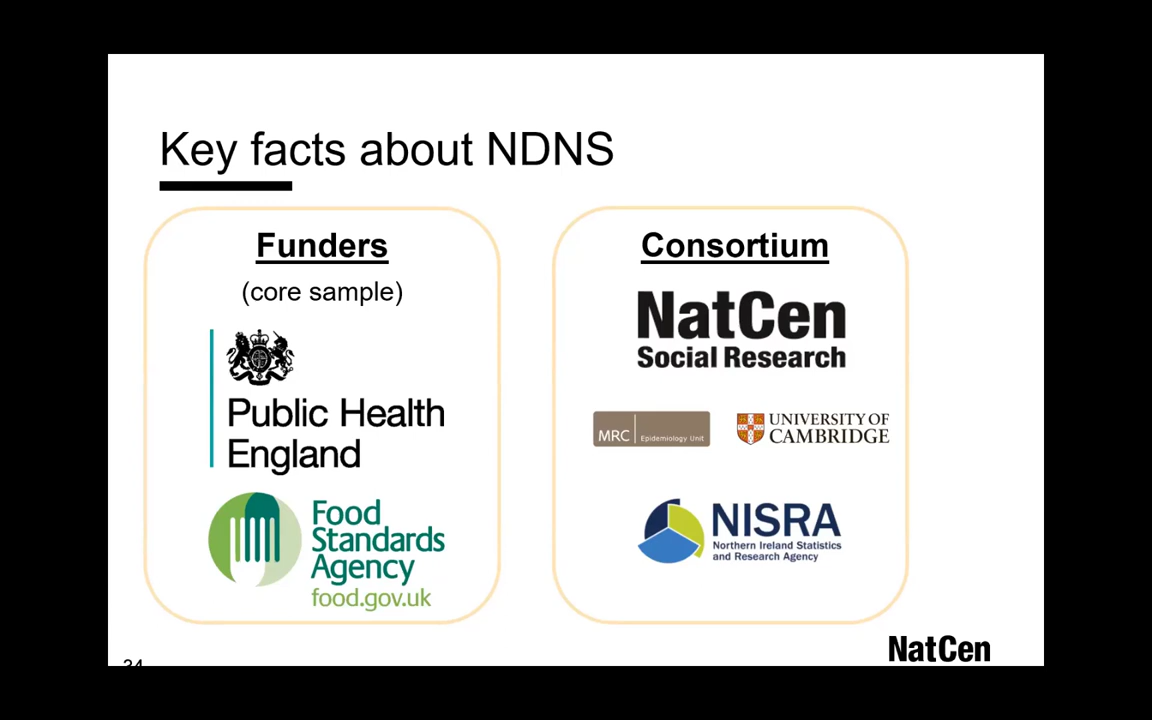 Key facts about NDNS
Funders
(core sample)
Public Health
England
Food
Standards
Agency
food.gov.uk
Consortium
NatCen
Social Research
MRC Epidemiology Unit
UNIVERSITY OF
CAMBRIDGE
NISRA
Northern Ireland Statistics
and Research Agency
NatCen